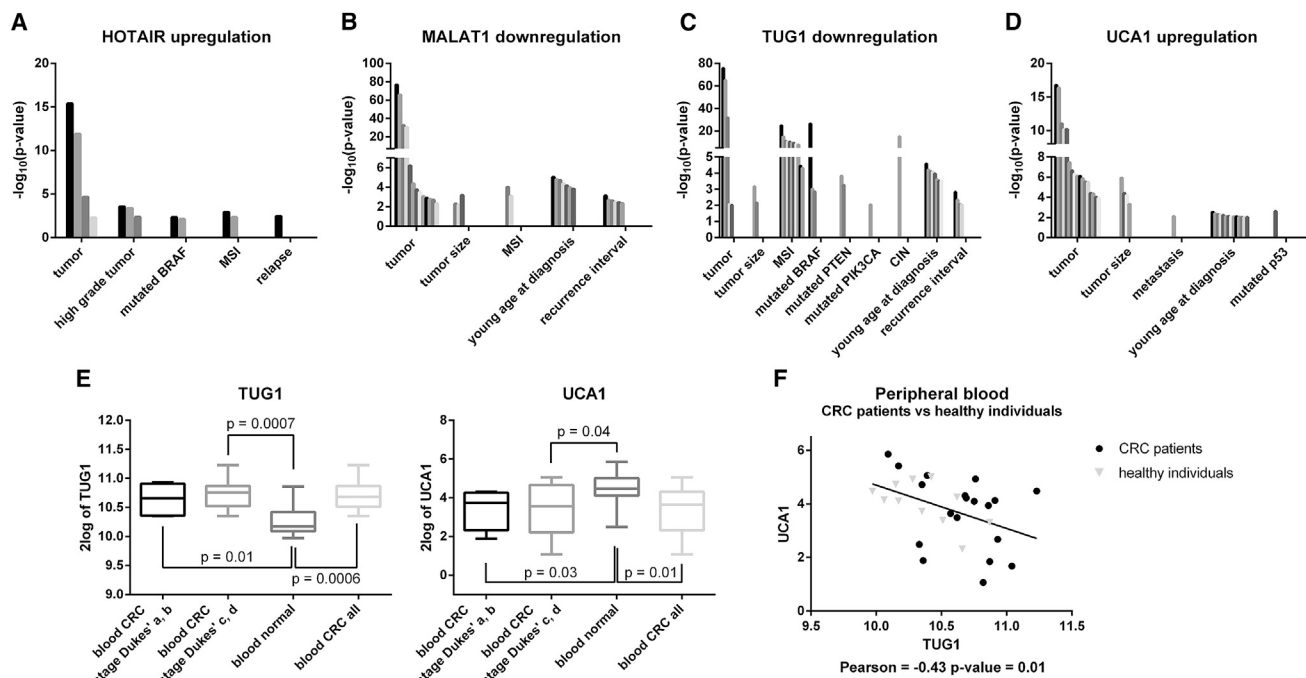 A
HOTAIR upregulation
-log10(p-value)
20
15
10
5
0
tumor
high grade tumor
mutated BRAF
MSI
relapse
B
MALAT1 downregulation
-log10(p-value)
100
80
60
40
20
6
4
2
0
tumor
tumor size
MSI
young age at diagnosis
recurrence interval
C
TUG1 downregulation
-log10(p-value)
80
60
40
20
5
4
3
2
1
0
tumor
tumor size
MSI
mutated BRAF
mutated PTEN
mutated PIK3CA
CIN
young age at diagnosis
recurrence interval
D
UCA1 upregulation
-log10(p-value)
20
15
10
8
6
4
2
0
tumor
tumor size
metastasis
young age at diagnosis
mutated p53
E
TUG1
2log of TUG1
12.0
11.5
11.0
10.5
10.0
9.5
9.0
p = 0.0007
p = 0.01
p = 0.0006
blood CRC
tage Dukes' a, b
blood CRC
tage Dukes' c, d
blood normal
blood CRC all
UCA1
2log of UCA1
8
6
4
2
0
p = 0.04
p = 0.03
p = 0.01
blood CRC
tage Dukes' a, b
blood CRC
tage Dukes' c, d
blood normal
blood CRC all
F
Peripheral blood
CRC patients vs healthy individuals
CRC patients
healthy individuals
UCA1
8
6
4
2
0
9.5
10.0
10.5
11.0
11.5
TUG1
Pearson = -0.43 p-value = 0.01